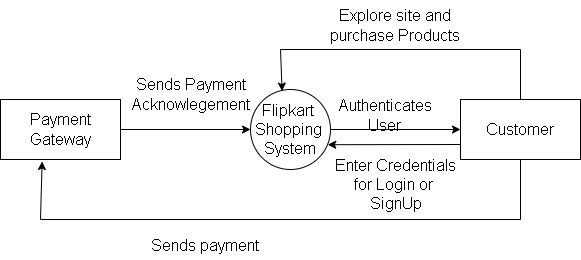 Explore site and
purchase Products
Sends Payment
Acknowlegement
Payment
Gateway
Flipkart
Shopping
System
Authenticates
User
Customer
Enter Credentials
for Login or
SignUp
Sends payment